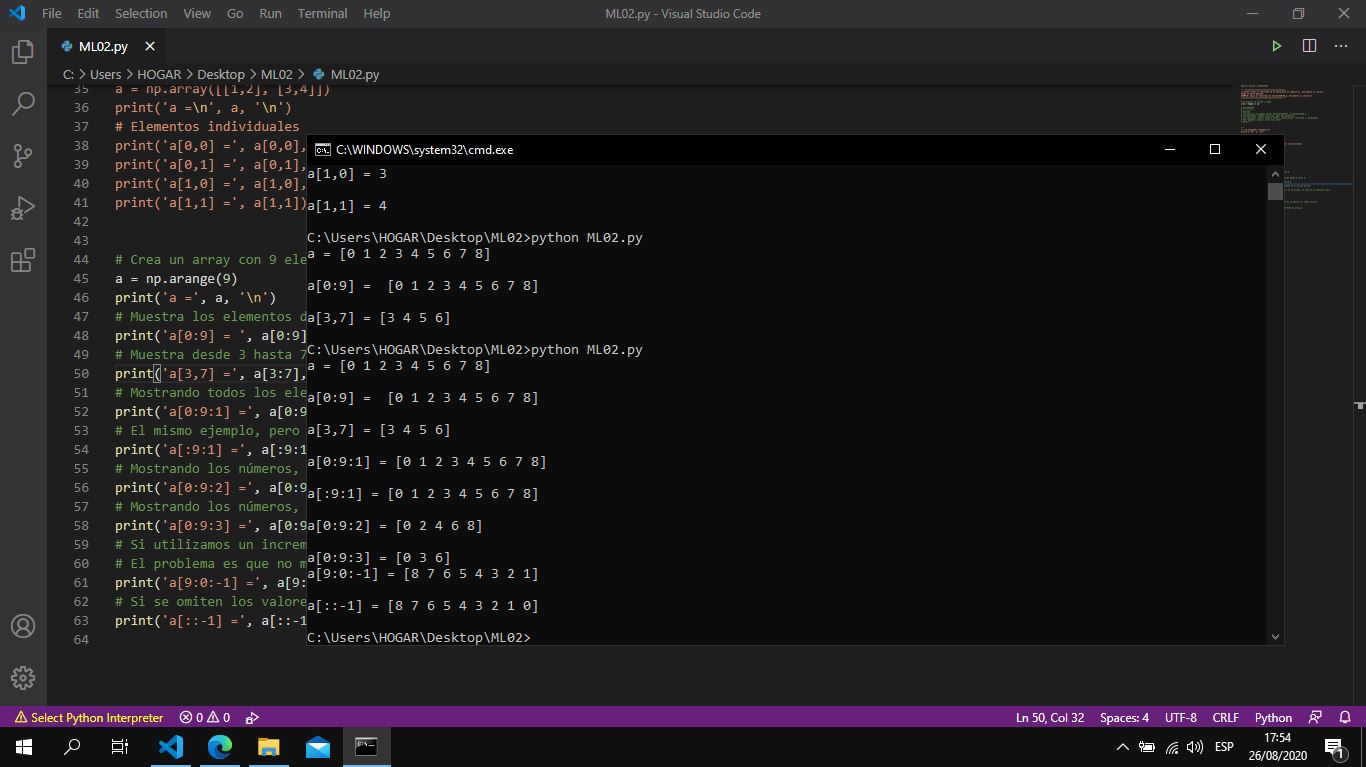 File Edit Selection View Go Run Terminal Help
ML02.py - Visual Studio Code
ML02.py
C: > Users > HOGAR > Desktop > ML02 > ML02.py
35 a = np.array([[1,2], [3,4]])
36 print('a =\n', a, '\n')
37 # Elementos individuales
38 print('a[0,0] =', a[0,0],
39 print('a[0,1] =', a[0,1],
40 print('a[1,0] =', a[1,0],
41 print('a[1,1] =', a[1,1])
42
43
44 # Crea un array con 9 ele
45 a = np.arange(9)
46 print('a =', a, '\n')
47 # Muestra los elementos d
48 print('a[0:9] = ', a[0:9]
49 # Muestra desde 3 hasta 7
50 print('a[3,7] =', a[3:7],
51 # Mostrando todos los ele
52 print('a[0:9:1] =', a[0:9
53 # El mismo ejemplo, pero
54 print('a[:9:1] =', a[:9:1
55 # Mostrando los números,
56 print('a[0:9:2] =', a[0:9
57 # Mostrando los números,
58 print('a[0:9:3] =', a[0:9
59 # Si utilizamos un increm
60 # El problema es que no m
61 print('a[9:0:-1] =', a[9:
62 # Si se omiten los valore
63 print('a[::-1] =', a[::-1
64
C:\WINDOWS\system32\cmd.exe
a[1,0] = 3
a[1,1] = 4
C:\Users\HOGAR\Desktop\ML02>python ML02.py
a = [0 1 2 3 4 5 6 7 8]
a[0:9] =  [0 1 2 3 4 5 6 7 8]
a[3,7] = [3 4 5 6]
C:\Users\HOGAR\Desktop\ML02>python ML02.py
a = [0 1 2 3 4 5 6 7 8]
a[0:9] =  [0 1 2 3 4 5 6 7 8]
a[3,7] = [3 4 5 6]
a[0:9:1] = [0 1 2 3 4 5 6 7 8]
a[:9:1] = [0 1 2 3 4 5 6 7 8]
a[0:9:2] = [0 2 4 6 8]
a[0:9:3] = [0 3 6]
a[9:0:-1] = [8 7 6 5 4 3 2 1]
a[::-1] = [8 7 6 5 4 3 2 1 0]
C:\Users\HOGAR\Desktop\ML02>
Select Python Interpreter 0 0
Ln 50, Col 32 Spaces: 4 UTF-8 CRLF Python
ESP
17:54
26/08/2020
1